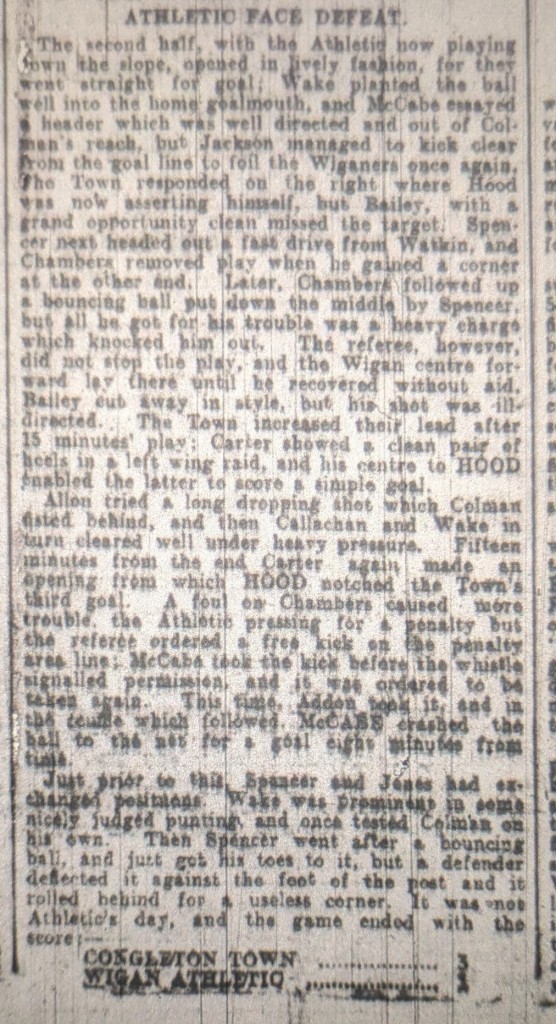 ATHLETIC FACE DEFEAT.
The second half, with the Athletic now playing
down the slope, opened in lively fashion, for they
went straight for goal; Wake planted the ball
well into the home goalmouth, and McCabe essayed
a header which was well directed and out of Col-
man's reach, but Jackson managed to kick clear
from the goal line to foil the Wiganers once again.
The Town responded on the right where Hood
was now asserting himself, but Bailey, with a
grand opportunity clean missed the target. Spen-
cer next headed out a fast drive from Watkin, and
Chambers removed play when he gained a corner
at the other end. Later, Chambers followed up
a bouncing ball put down the middle by Spencer,
but all he got for his trouble was a heavy charge
which knocked him out. The referee, however,
did not stop the play, and the Wigan centre for-
ward lay there until he recovered without aid.
Bailey cut away in style, but his shot was ill-
directed. The Town increased their lead after
15 minutes' play; Carter showed a clean pair of
heels in a left wing raid, and his centre to HOOD
enabled the latter to score a simple goal.
Allon tried a long dropping shot which Colman
fisted behind, and then Callachan and Wake in
turn cleared well under heavy pressure. Fifteen
minutes from the end Carter again made an
opening from which HOOD notched the Town's
third goal. A foul on Chambers caused more
trouble, the Athletic pressing for a penalty but
the referee ordered a free kick on the penalty
area line; McCabe took the kick before the whistle
signalled permission, and it was ordered to be
taken again. This time, Addon took it, and in
the scuffle which followed, McCABE crashed the
ball to the net for a goal eight minutes from
time.
Just prior to this, Spencer and Jones had ex-
changed positions. Wake was prominent in some
nicely judged punting, and once tested Colman on
his own. Then Spencer went after a bouncing
ball, and just got his toes to it, but a defender
deflected it against the foot of the post and it
rolled behind for a useless corner. It was not
Athletic's day, and the game ended with the
score:—
CONGLETON TOWN .............. 3
WIGAN ATHLETIC ..............